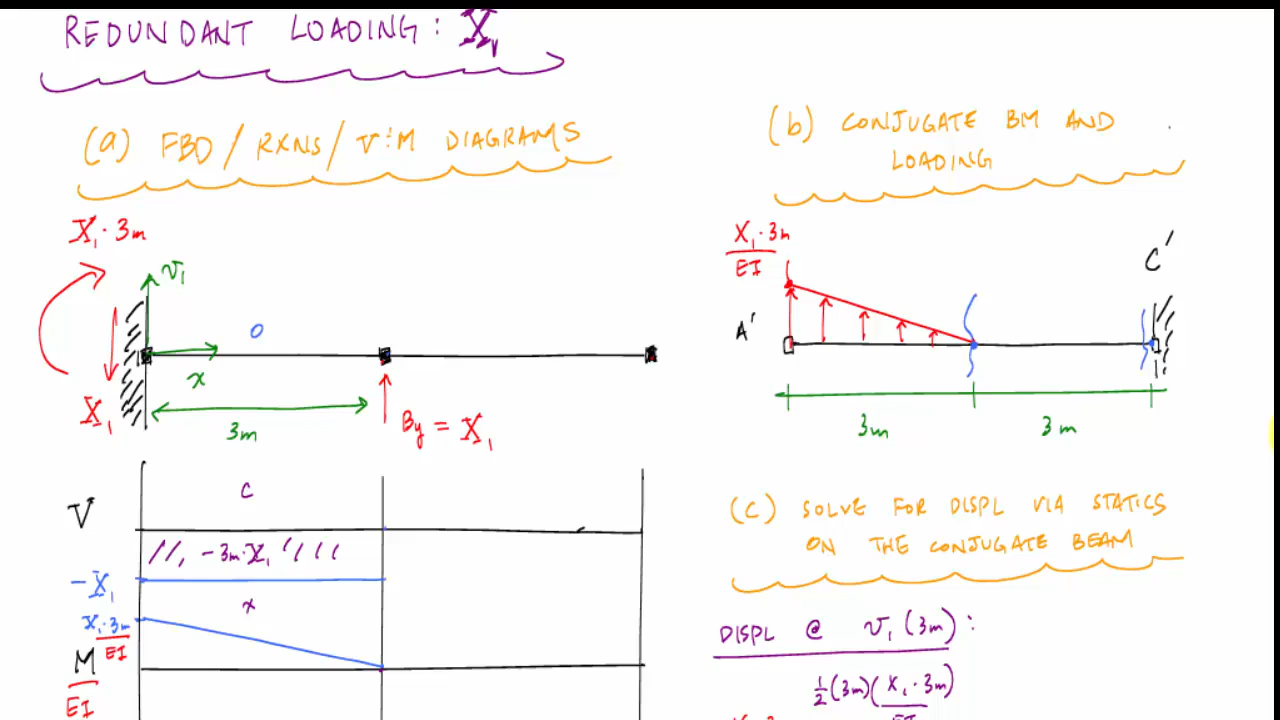 REDUNDANT LOADING: X₁
(a) FBD / RXNS / V÷M DIAGRAMS
X₁·3m
v₁
0
x
3m
X₁
By = X₁
V
C
//, -3m·X₁ '///
-X₁
x
X₁·3m
EI
M
EI
(b) CONJUGATE BM AND
LOADING
X₁·3m
EI
A'
C'
3m
3m
(c) SOLVE FOR DISPL VIA STATICS
ON THE CONJUGATE BEAM
DISPL @ v₁(3m):
½(3m)(X₁·3m)
EI